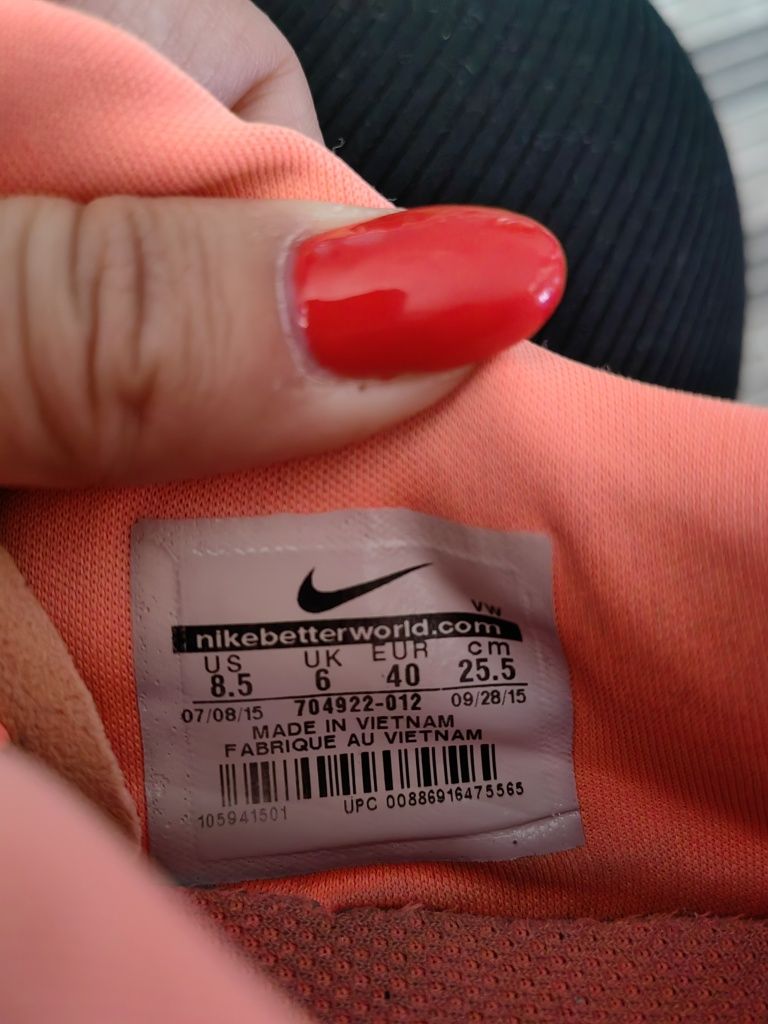 VW
nikebetterworld.com
US UK EUR cm
8.5 6 40 25.5
07/08/15 704922-012 09/28/15
MADE IN VIETNAM
FABRIQUE AU VIETNAM
105941501 UPC 00886916475565